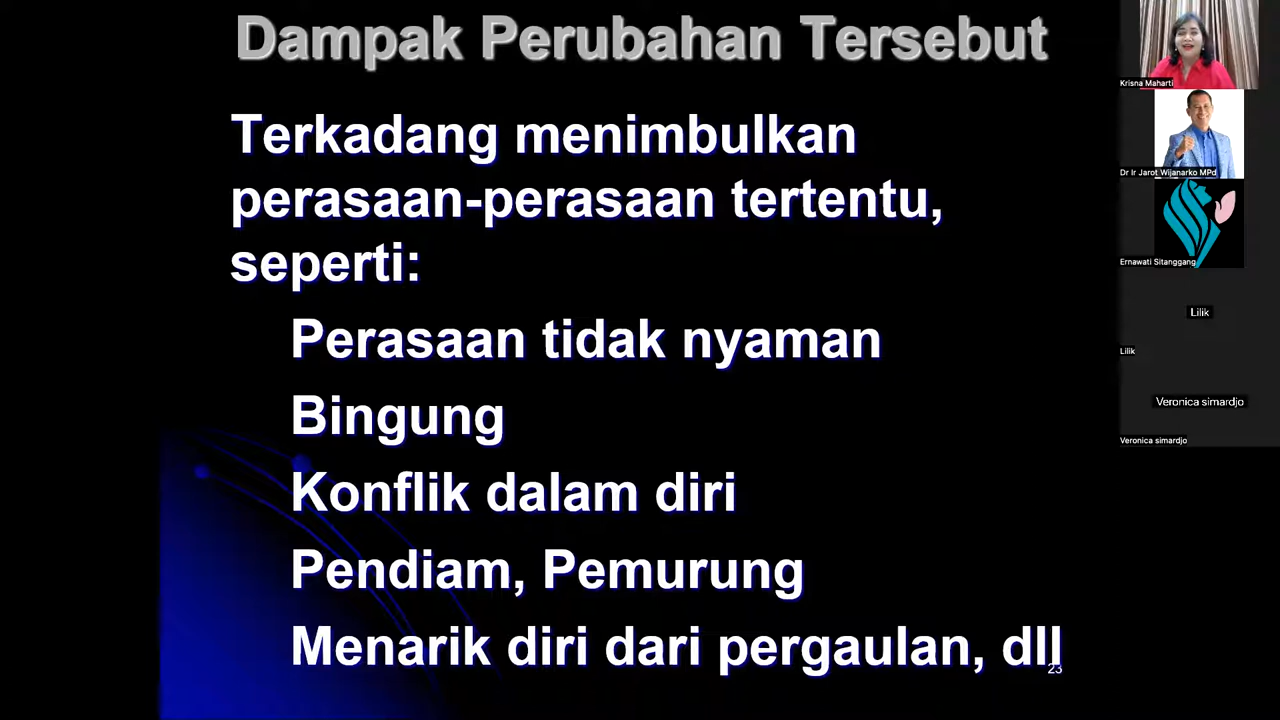 Dampak Perubahan Tersebut
Terkadang menimbulkan
perasaan-perasaan tertentu,
seperti:
Perasaan tidak nyaman
Bingung
Konflik dalam diri
Pendiam, Pemurung
Menarik diri dari pergaulan, dll
23
Krisna Maharti
Dr Ir Jarot Wijanarko MPd
Ernawati Sitanggang
Lilik
Lilik
Veronica simardjo
Veronica simardjo